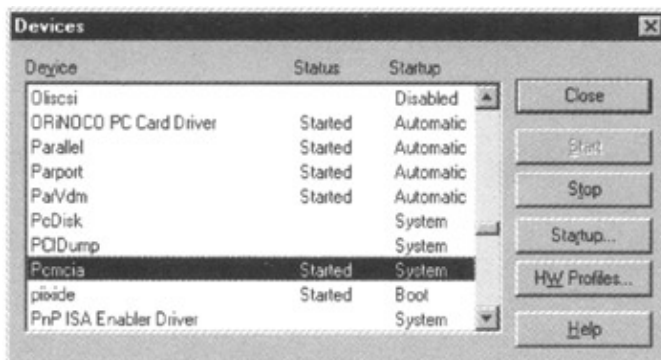 Devices
Device Status Startup
Oliscsi Disabled
ORiNOCO PC Card Driver Started Automatic
Parallel Started Automatic
Parport Started Automatic
ParVdm Started Automatic
PcDisk System
PCIDump System
Pcmcia Started System
piixide Started Boot
PnP ISA Enabler Driver System
Close
Start
Stop
Startup...
HW Profiles...
Help